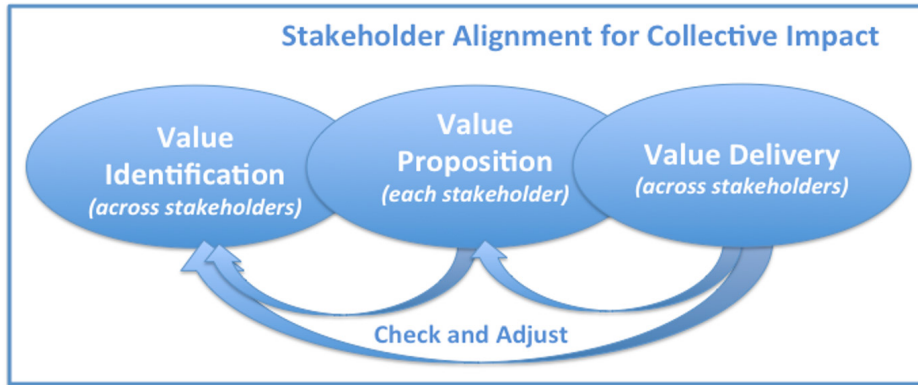 Stakeholder Alignment for Collective Impact
Value
Identification
(across stakeholders)
Value
Proposition
(each stakeholder)
Value Delivery
(across stakeholders)
Check and Adjust